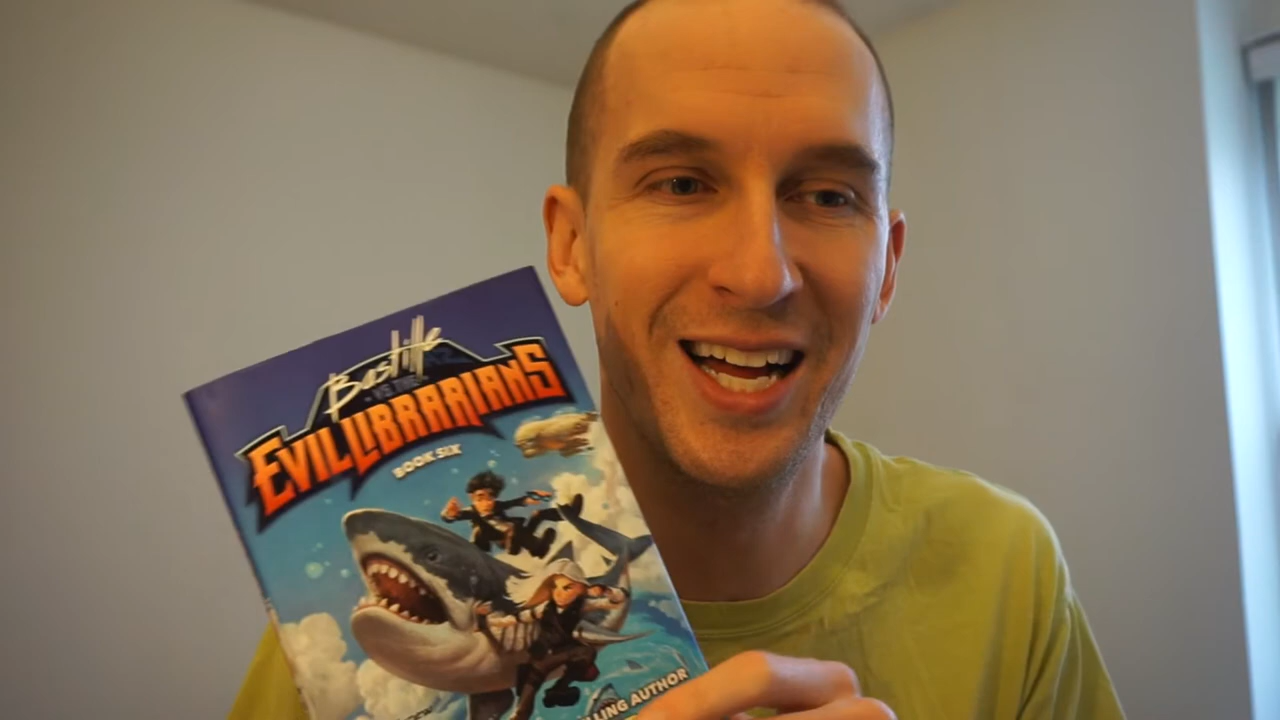 Bastille
VS THE
EVIL LIBRARIANS
BOOK SIX
LLING AUTHOR